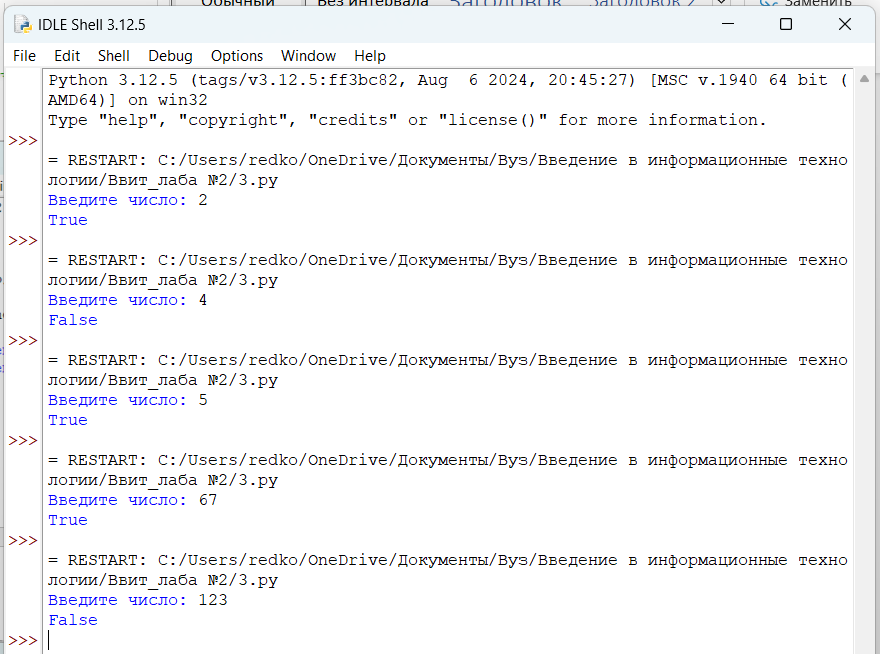 Обычный Без интервала Заголовок Заголовок 2 Заменить
IDLE Shell 3.12.5
File Edit Shell Debug Options Window Help
Python 3.12.5 (tags/v3.12.5:ff3bc82, Aug  6 2024, 20:45:27) [MSC v.1940 64 bit (
AMD64)] on win32
Type "help", "copyright", "credits" or "license()" for more information.
>>>
= RESTART: C:/Users/redko/OneDrive/Документы/Вуз/Введение в информационные техно
логии/Ввит_лаба №2/3.py
Введите число: 2
True
>>>
= RESTART: C:/Users/redko/OneDrive/Документы/Вуз/Введение в информационные техно
логии/Ввит_лаба №2/3.py
Введите число: 4
False
>>>
= RESTART: C:/Users/redko/OneDrive/Документы/Вуз/Введение в информационные техно
логии/Ввит_лаба №2/3.py
Введите число: 5
True
>>>
= RESTART: C:/Users/redko/OneDrive/Документы/Вуз/Введение в информационные техно
логии/Ввит_лаба №2/3.py
Введите число: 67
True
>>>
= RESTART: C:/Users/redko/OneDrive/Документы/Вуз/Введение в информационные техно
логии/Ввит_лаба №2/3.py
Введите число: 123
False
>>>